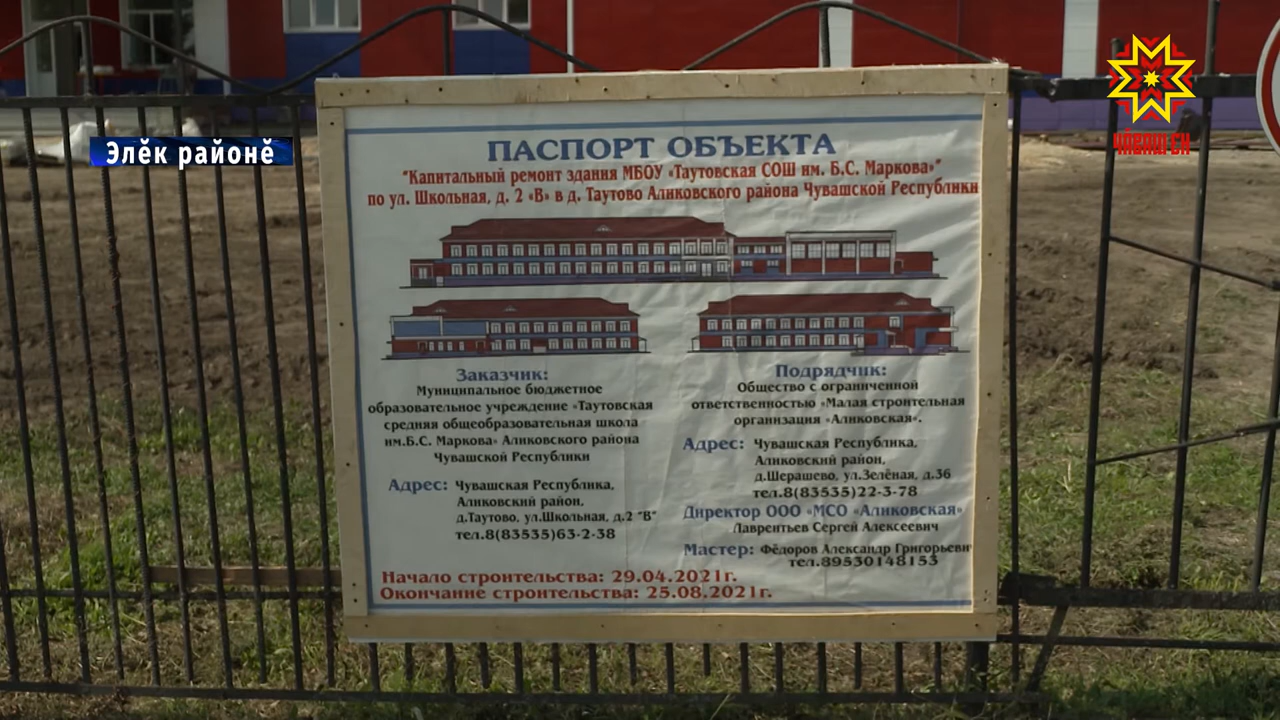 Элӗк районӗ
ЧӐВАШ ЕН
ПАСПОРТ ОБЪЕКТА
"Капитальный ремонт здания МБОУ «Таутовская СОШ им. Б.С. Маркова»"
по ул. Школьная, д. 2 «В» в д. Таутово Аликовского района Чувашской Республики
Заказчик:
Муниципальное бюджетное
образовательное учреждение «Таутовская
средняя общеобразовательная школа
им.Б.С. Маркова» Аликовского района
Чувашской Республики
Адрес: Чувашская Республика,
Аликовский район,
д.Таутово, ул.Школьная, д.2 "В"
тел.8(83535)63-2-38
Подрядчик:
Общество с ограниченной
ответственностью «Малая строительная
организация «Аликовская».
Адрес: Чувашская Республика,
Аликовский район,
д.Шерашево, ул.Зелёная, д.36
тел.8(83535)22-3-78
Директор ООО «МСО «Аликовская»
Лаврентьев Сергей Алексеевич
Мастер: Фёдоров Александр Григорьевич
тел.89530148153
Начало строительства: 29.04.2021г.
Окончание строительства: 25.08.2021г.